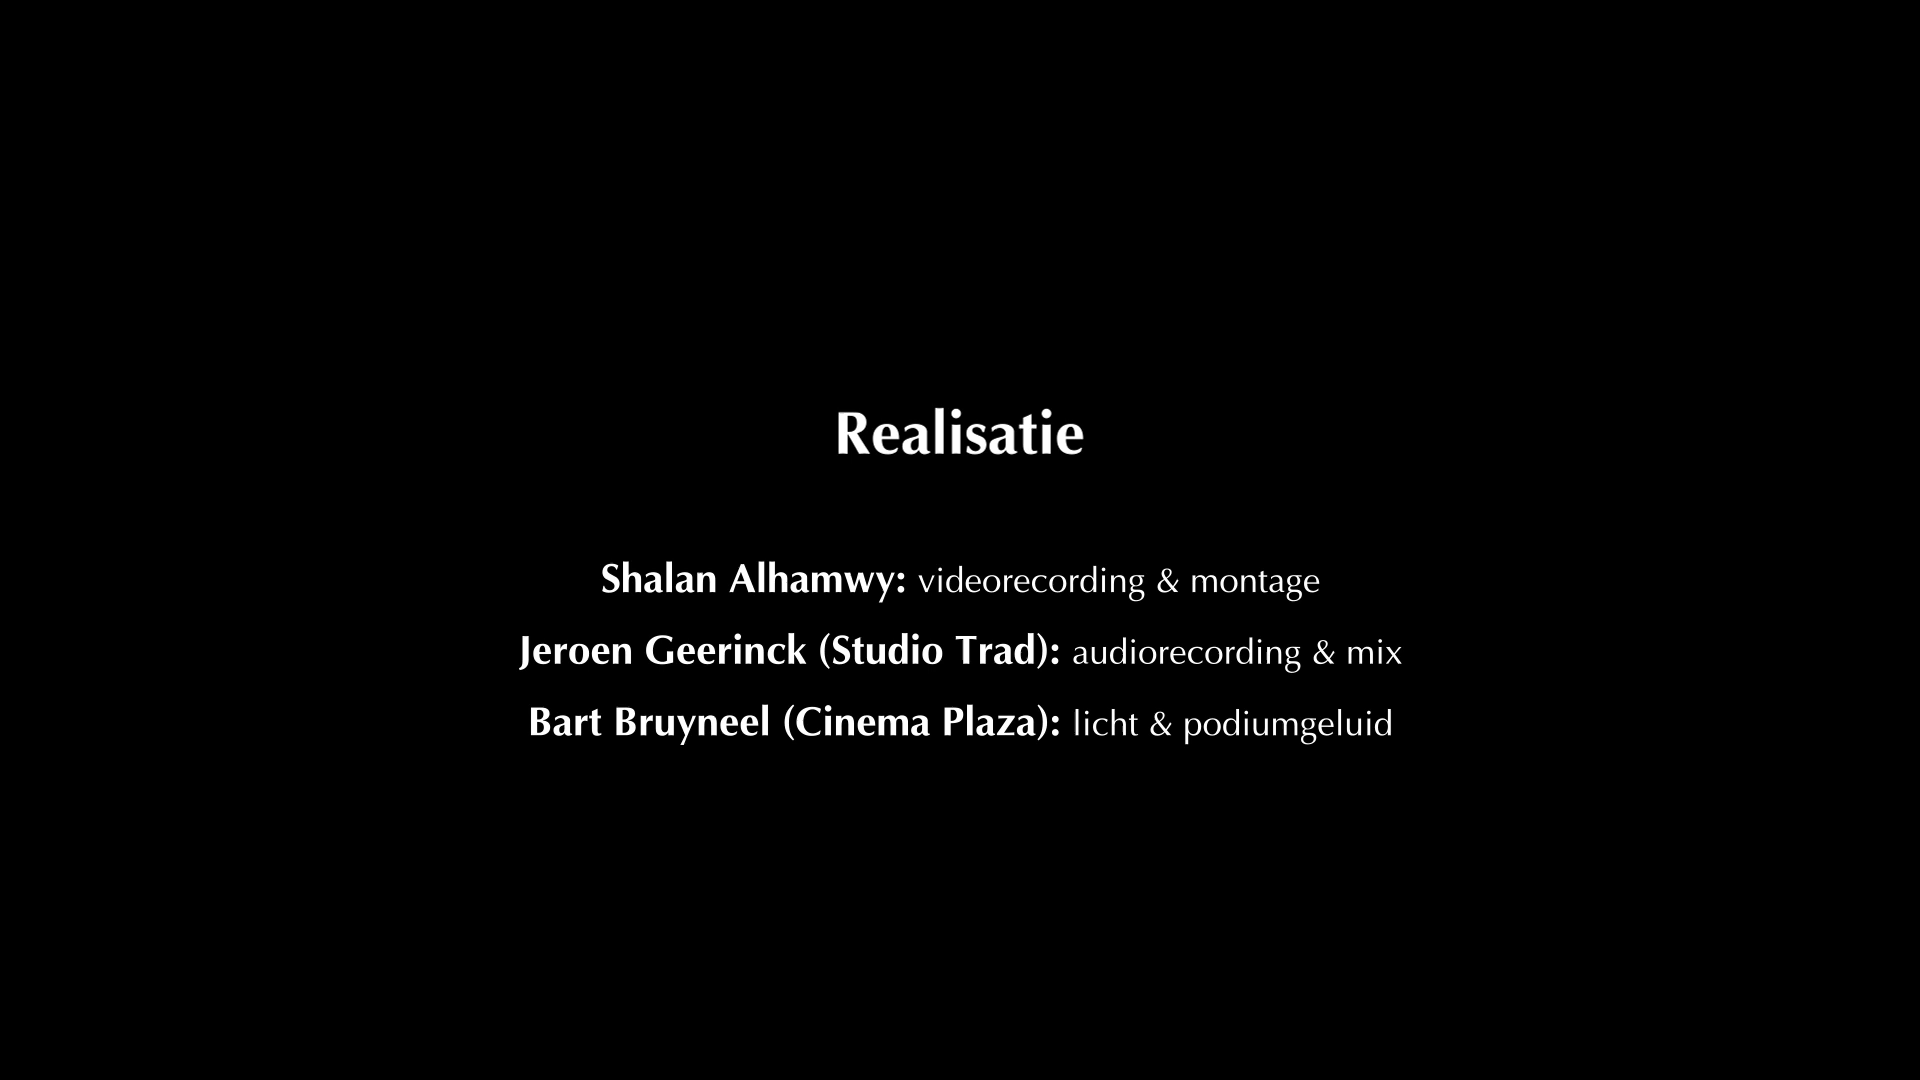 Realisatie
Shalan Alhamwy: videorecording & montage
Jeroen Geerinck (Studio Trad): audiorecording & mix
Bart Bruyneel (Cinema Plaza): licht & podiumgeluid